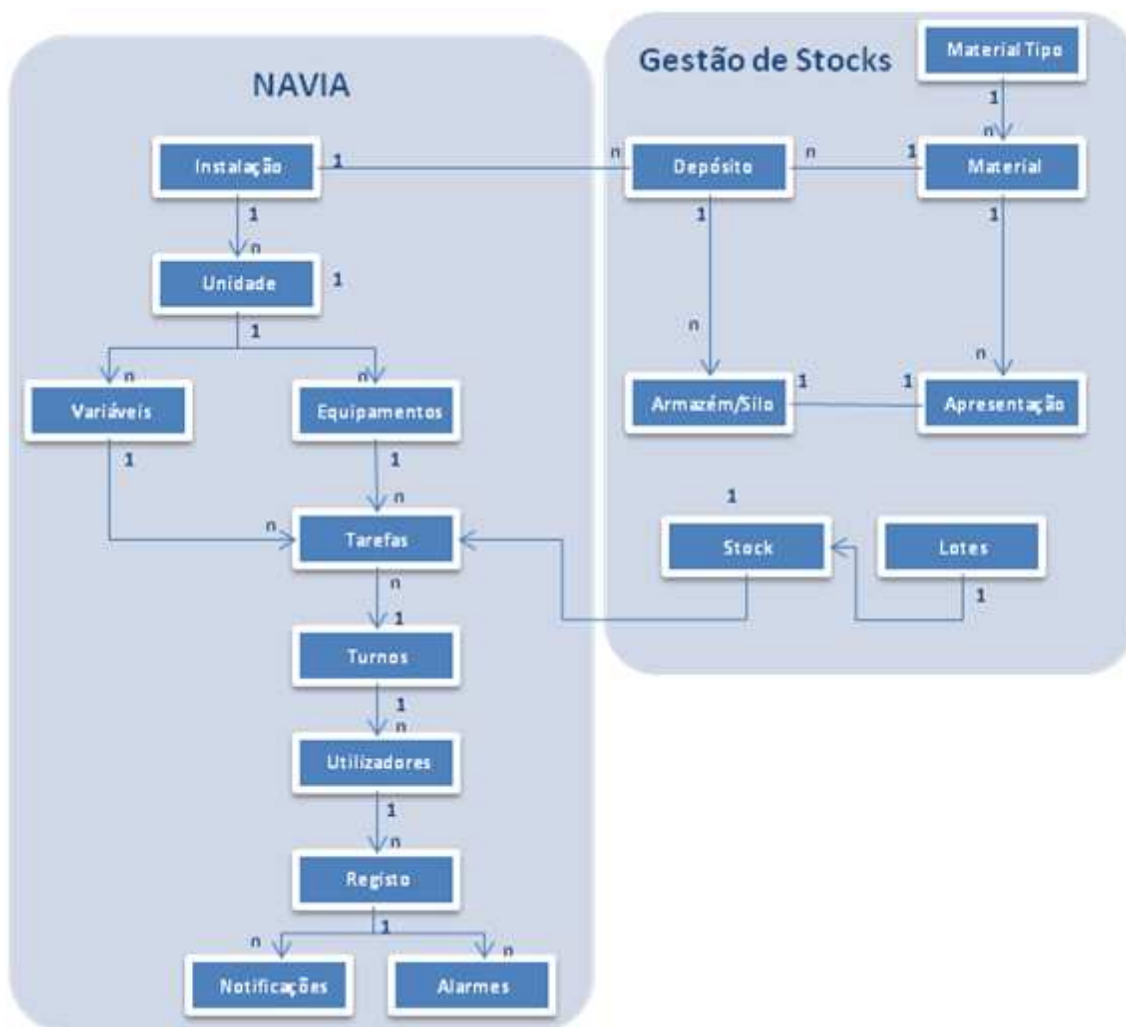 NAVIA
Instalação
1
1
n
Unidade
1
1
n
n
Variáveis
Equipamentos
1
1
n
n
Tarefas
n
1
Turnos
1
n
Utilizadores
1
n
Registo
1
n
n
Notificações
Alarmes
Gestão de Stocks
Material Tipo
1
n
n
Depósito
n
1
Material
1
1
n
n
Armazém/Silo
1
1
Apresentação
1
Stock
Lotes
1